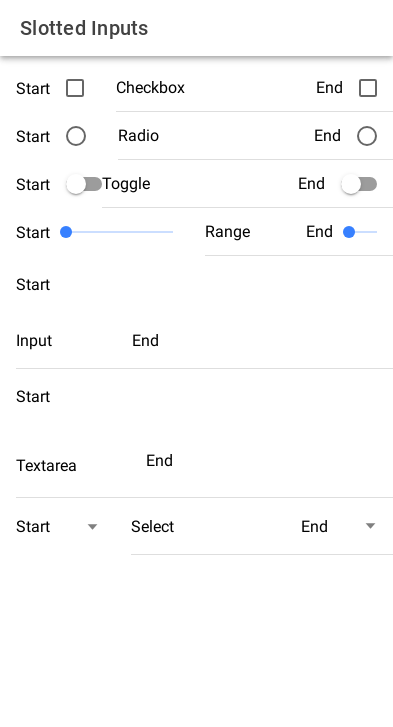 Slotted Inputs
Start Checkbox End
Start Radio End
Start Toggle End
Start Range End
Start
Input End
Start
Textarea End
Start Select End